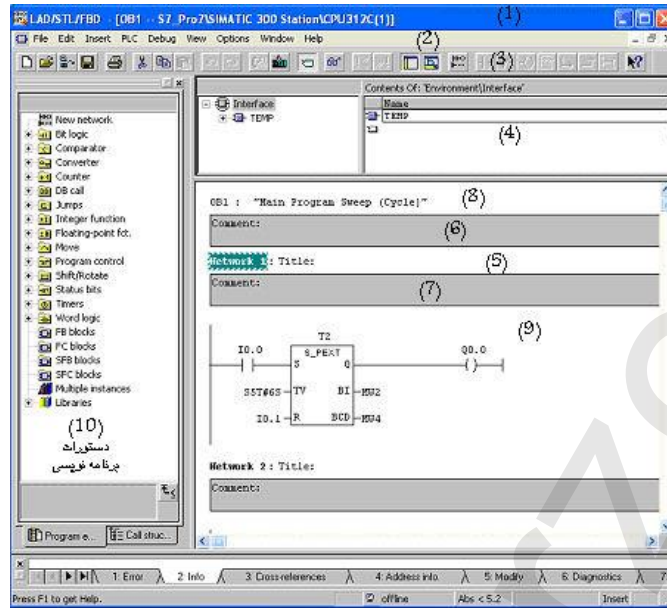 LAD/STL/FBD - [OB1 -- S7_Pro7\SIMATIC 300 Station\CPU317C(1)]
(1)
File Edit Insert PLC Debug View Options Window Help
(2)
(3)
Contents Of: 'Environment\Interface'
Interface
TEMP
Name
TEMP
(4)
New network
Bit logic
Comparator
Converter
Counter
DB call
Jumps
Integer function
Floating-point fct.
Move
Program control
Shift/Rotate
Status bits
Timers
Word logic
FB blocks
FC blocks
SFB blocks
SFC blocks
Multiple instances
Libraries
(10)
دستورات
برنامه نویسی
Program e...
Call struc...
OB1 : "Main Program Sweep (Cycle)"
(8)
Comment:
(6)
Network 1: Title:
(5)
Comment:
(7)
(9)
T2
I0.0
S_PEXT
Q0.0
S Q
S5T#6S TV BI MW2
I0.1 R BCD MW4
Network 2: Title:
Comment:
1: Error 2: Info 3: Cross-references 4: Address info. 5: Modify 6: Diagnostics 7
Press F1 to get Help.
offline
Abs < 5.2
Insert